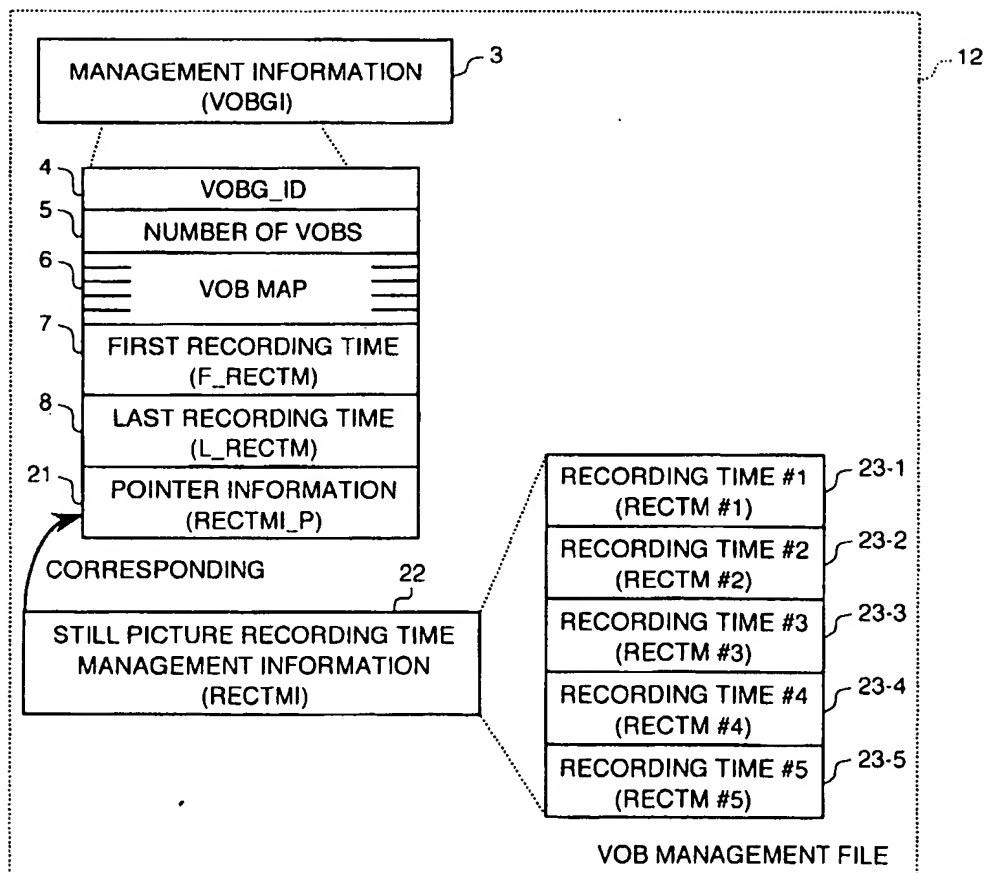 MANAGEMENT INFORMATION
(VOBGI)
3
12
4
VOBG_ID
5
NUMBER OF VOBS
6
VOB MAP
7
FIRST RECORDING TIME
(F_RECTM)
8
LAST RECORDING TIME
(L_RECTM)
21
POINTER INFORMATION
(RECTMI_P)
CORRESPONDING
22
STILL PICTURE RECORDING TIME
MANAGEMENT INFORMATION
(RECTMI)
RECORDING TIME #1
(RECTM #1)
23-1
RECORDING TIME #2
(RECTM #2)
23-2
RECORDING TIME #3
(RECTM #3)
23-3
RECORDING TIME #4
(RECTM #4)
23-4
RECORDING TIME #5
(RECTM #5)
23-5
VOB MANAGEMENT FILE